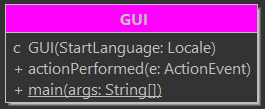 GUI
c GUI(StartLanguage: Locale)
+ actionPerformed(e: ActionEvent)
+ main(args: String[])